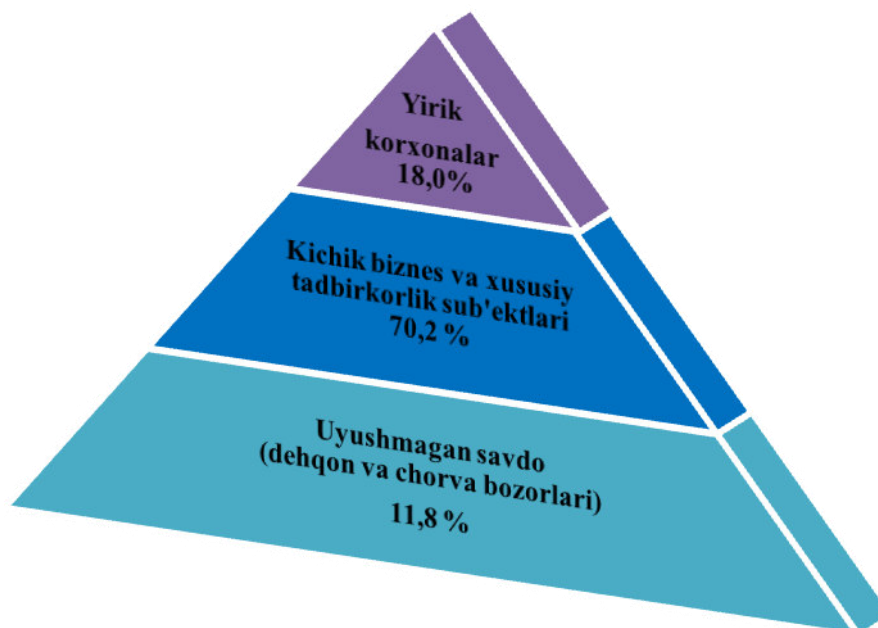 Yirik
korxonalar
18,0%
Kichik biznes va xususiy
tadbirkorlik sub'ektlari
70,2 %
Uyushmagan savdo
(dehqon va chorva bozorlari)
11,8 %